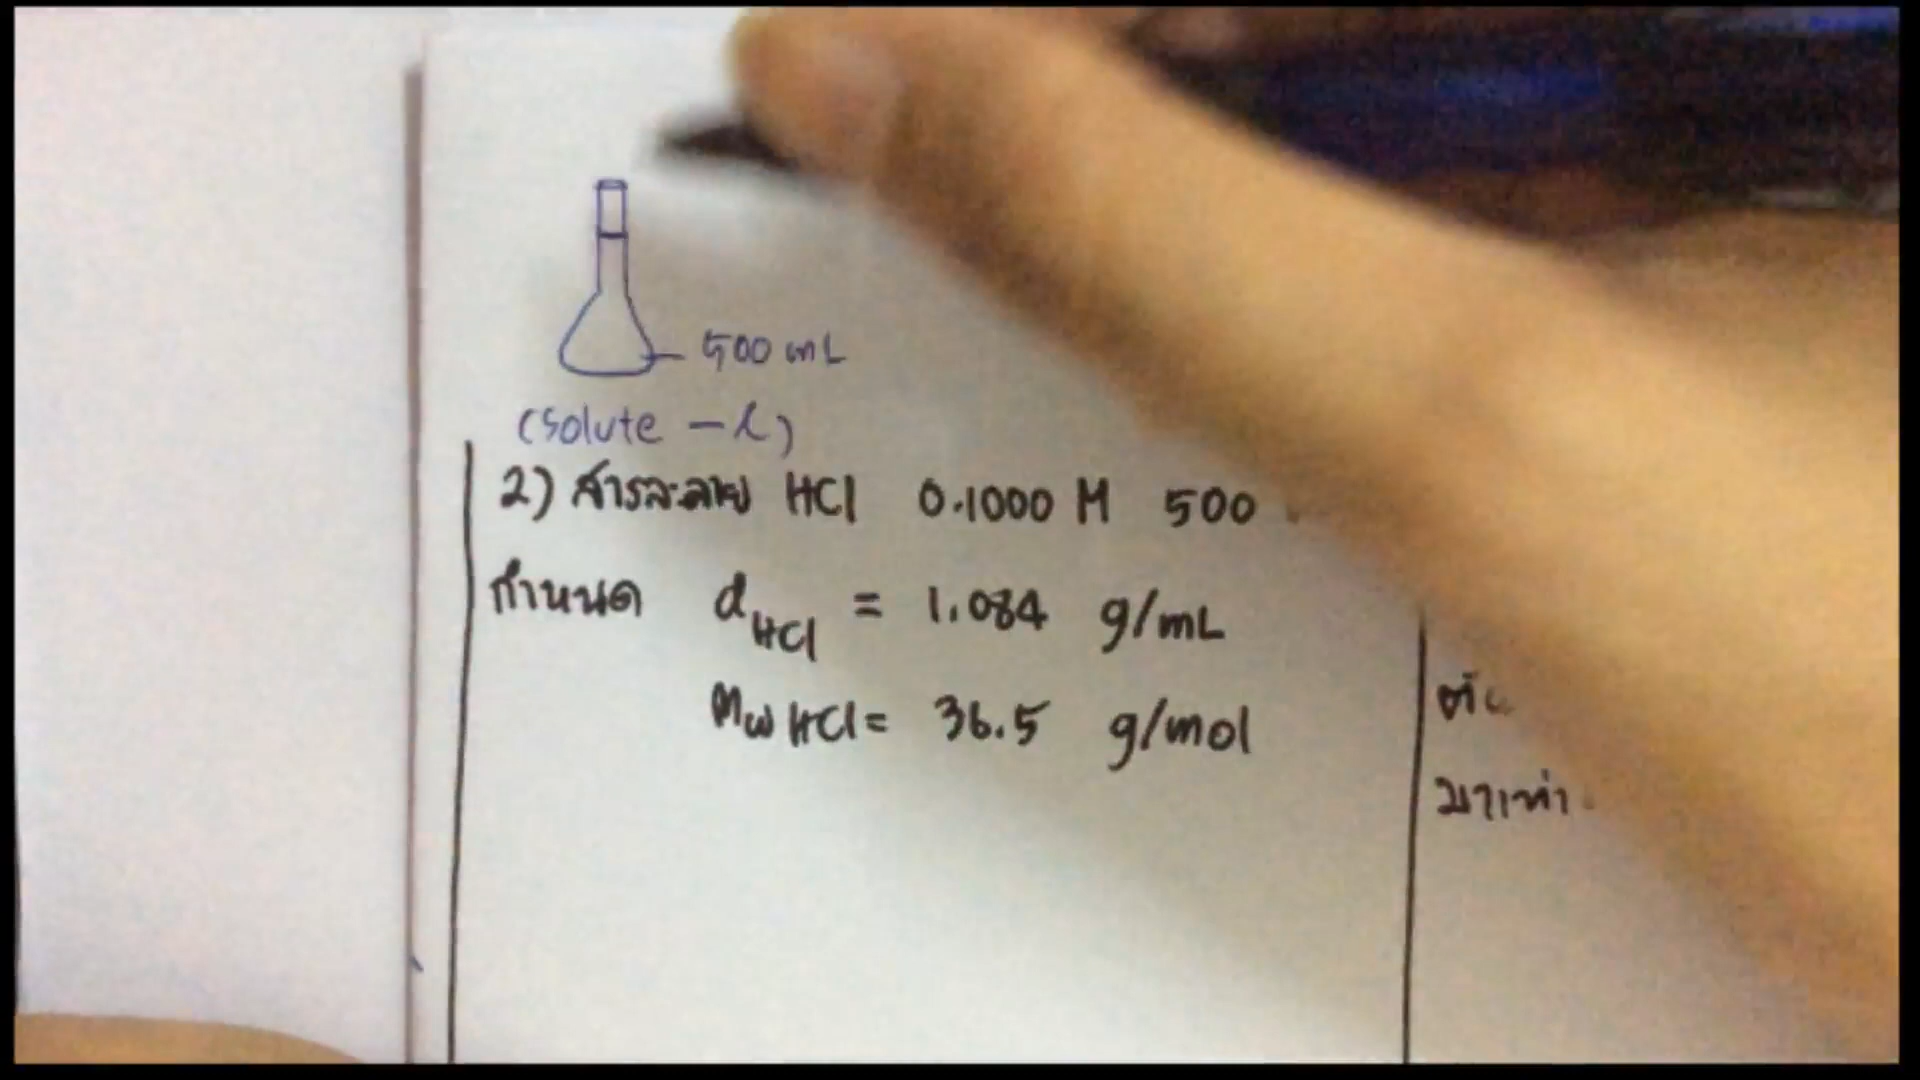 500 mL
(Solute - l)
2) สารละลาย HCl 0.1000 M 500
กำหนด d HCl = 1.084 g/mL
Mw HCl = 36.5 g/mol